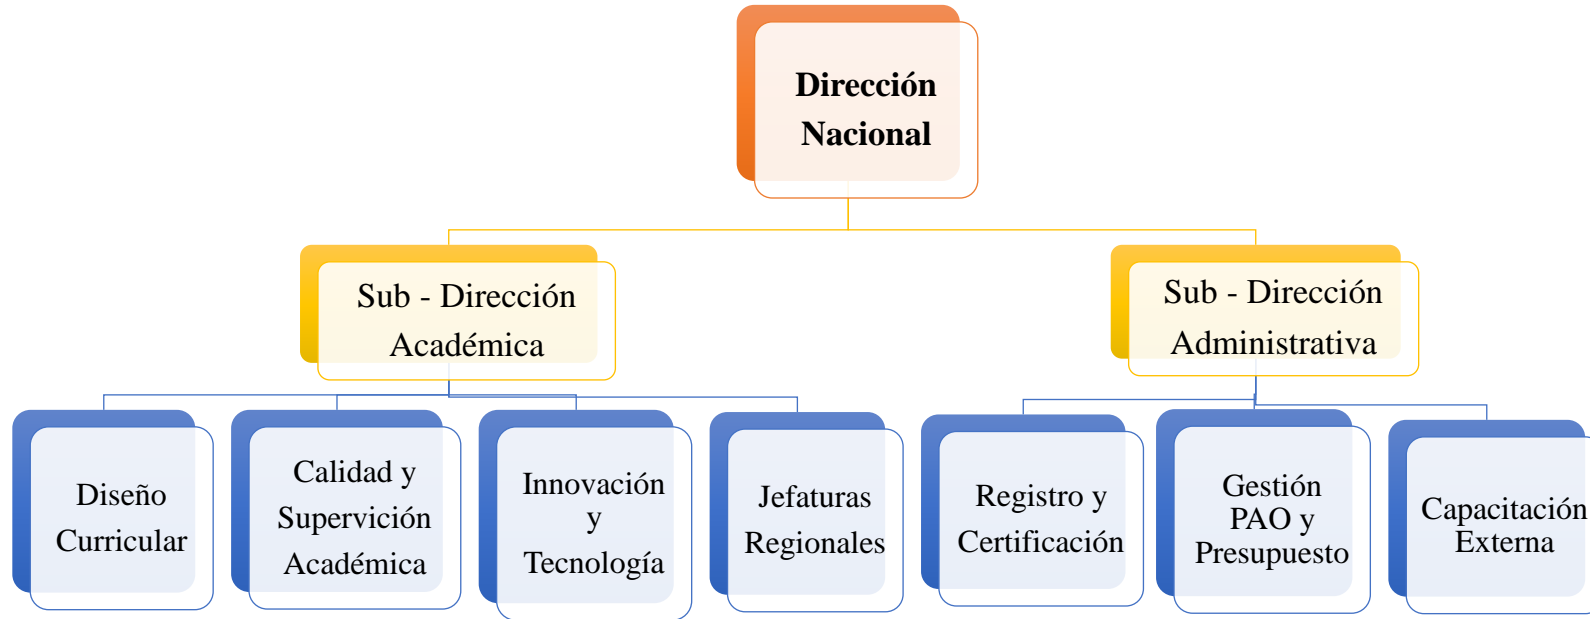 Dirección
Nacional
Sub - Dirección
Académica
Sub - Dirección
Administrativa
Diseño
Curricular
Calidad y
Supervición
Académica
Innovación
y
Tecnología
Jefaturas
Regionales
Registro y
Certificación
Gestión
PAO y
Presupuesto
Capacitación
Externa